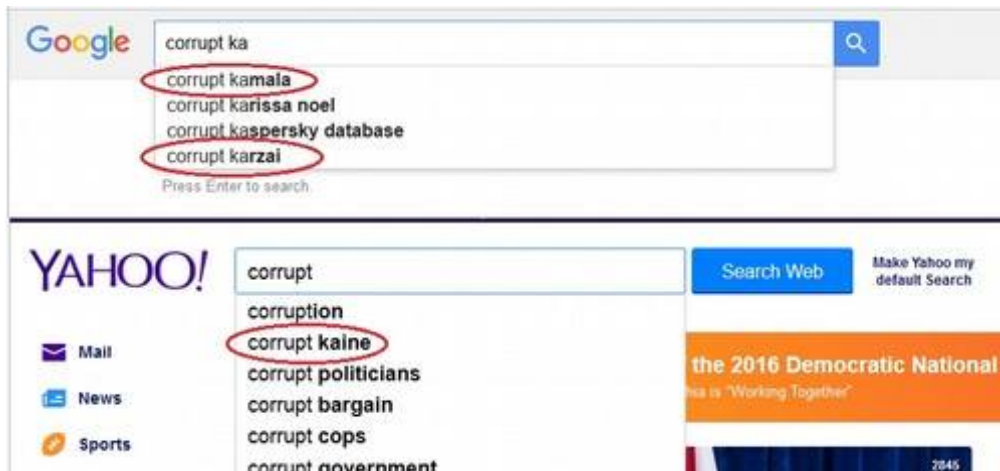 Google
corrupt ka
corrupt kamala
corrupt karissa noel
corrupt kaspersky database
corrupt karzai
Press Enter to search.
YAHOO!
corrupt
Search Web
Make Yahoo my
default Search
corruption
corrupt kaine
corrupt politicians
corrupt bargain
corrupt cops
corrupt government
Mail
News
Sports
the 2016 Democratic National
is "Working Together"
2845